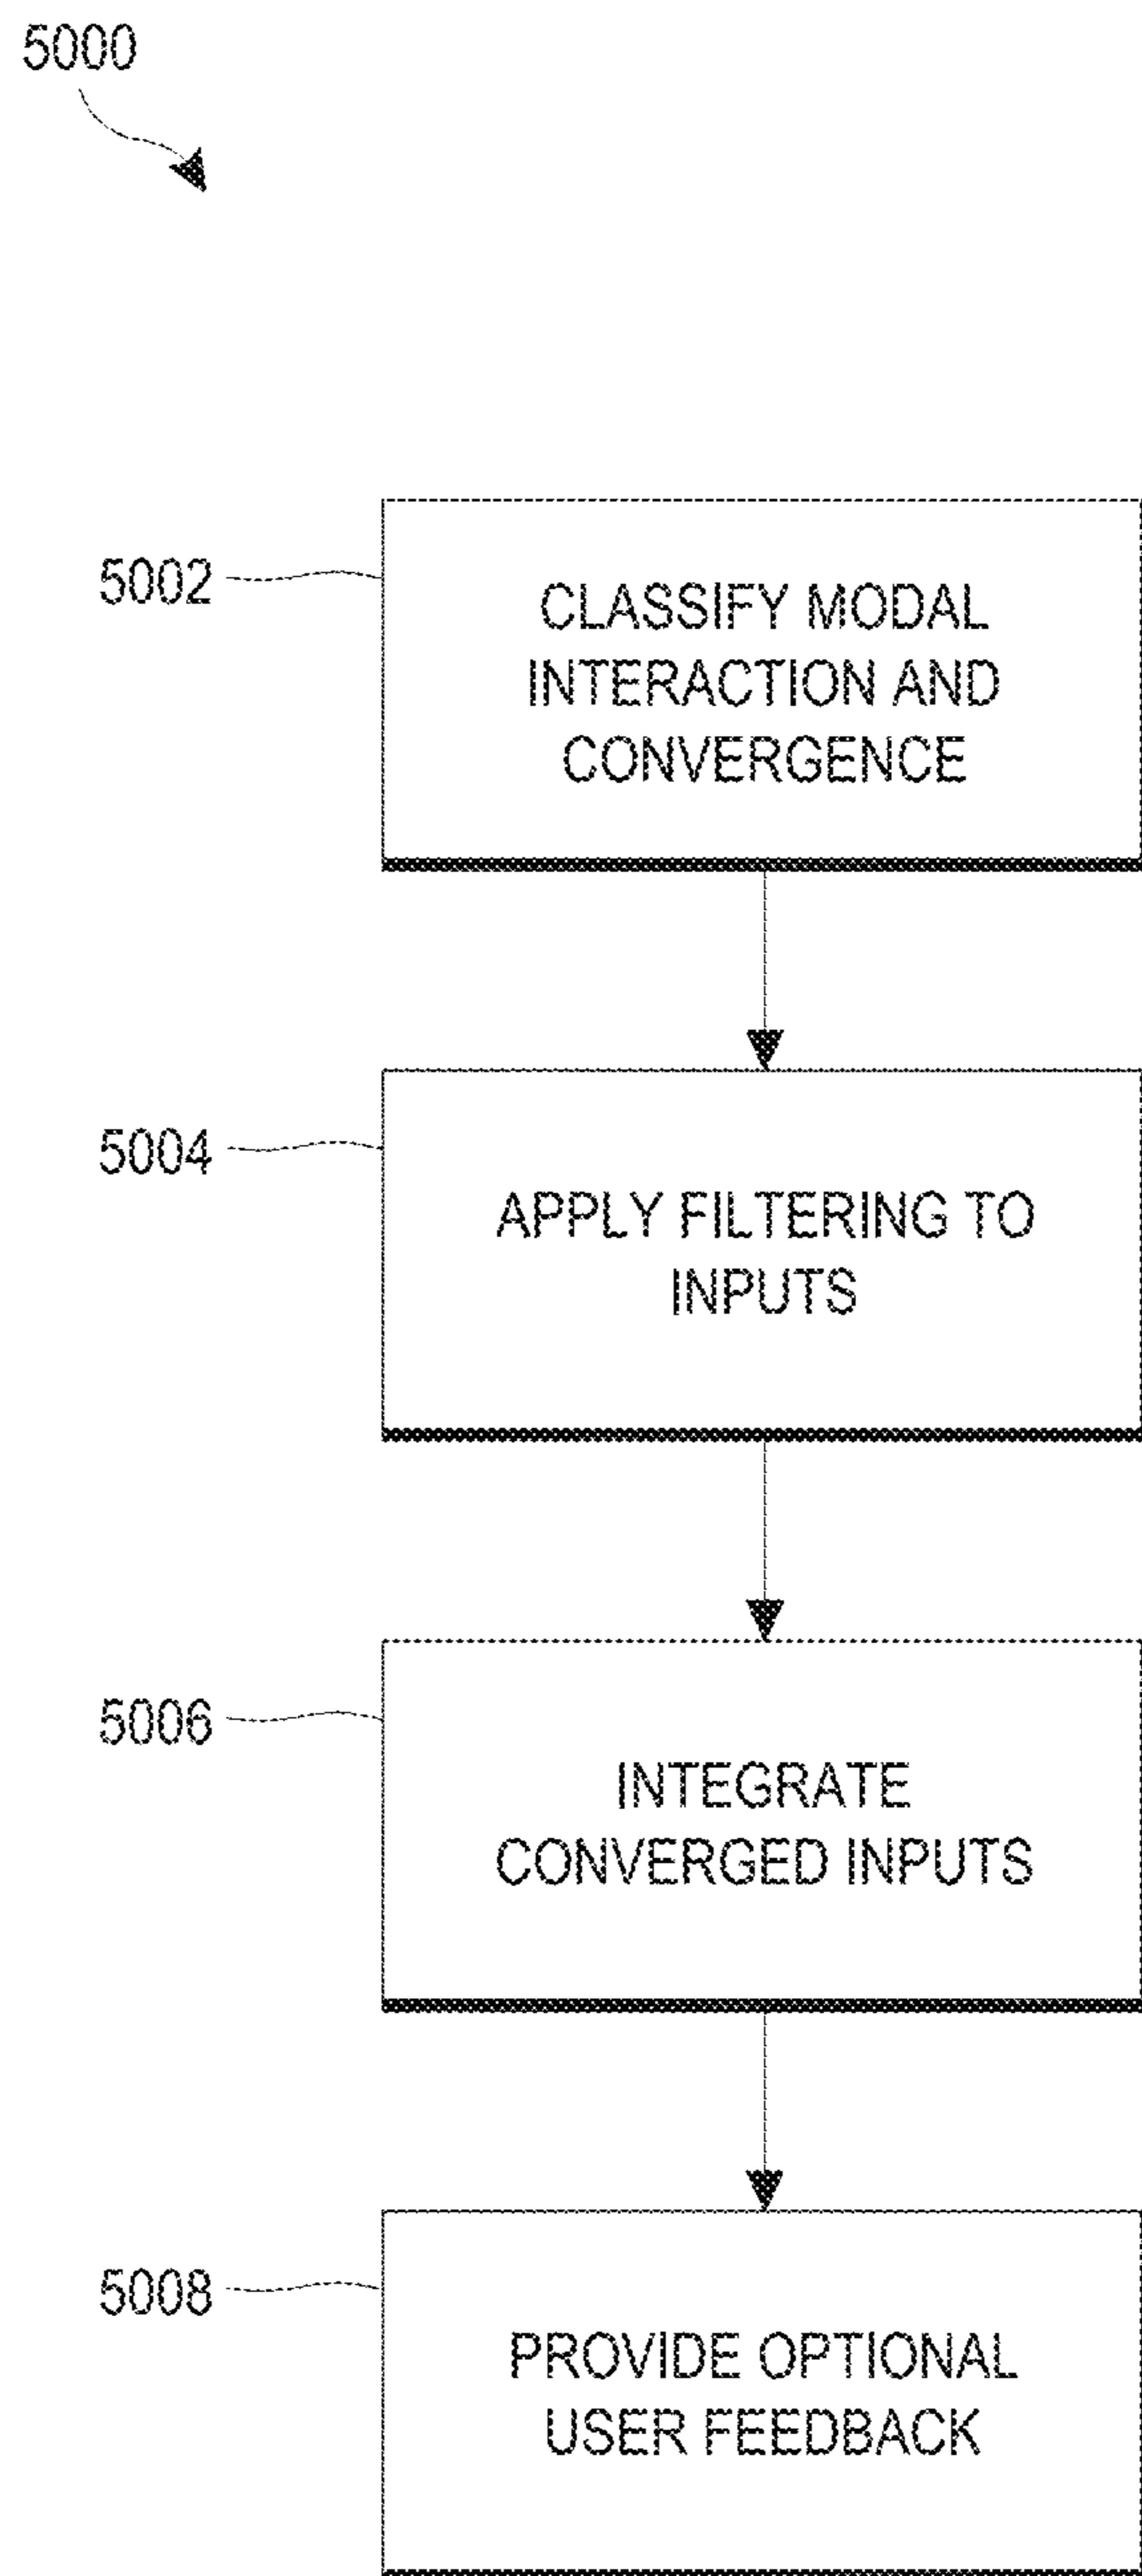 5000
5002
CLASSIFY MODAL
INTERACTION AND
CONVERGENCE
5004
APPLY FILTERING TO
INPUTS
5006
INTEGRATE
CONVERGED INPUTS
5008
PROVIDE OPTIONAL
USER FEEDBACK